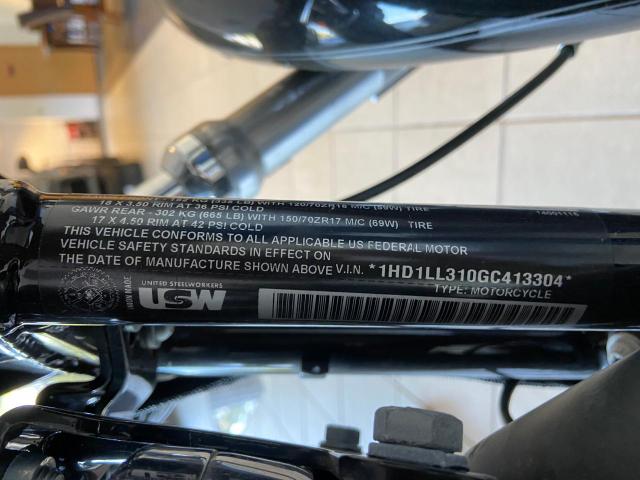 18 X 3.50 RIM AT 36 PSI COLD
GAWR REAR - 302 KG (665 LB) WITH 150/70ZR17 M/C (69W) TIRE
17 X 4.50 RIM AT 42 PSI COLD
THIS VEHICLE CONFORMS TO ALL APPLICABLE US FEDERAL MOTOR
VEHICLE SAFETY STANDARDS IN EFFECT ON
THE DATE OF MANUFACTURE SHOWN ABOVE V.I.N. *1HD1LL310GC413304*
TYPE: MOTORCYCLE
UNION MADE
UNITED STEELWORKERS
USW